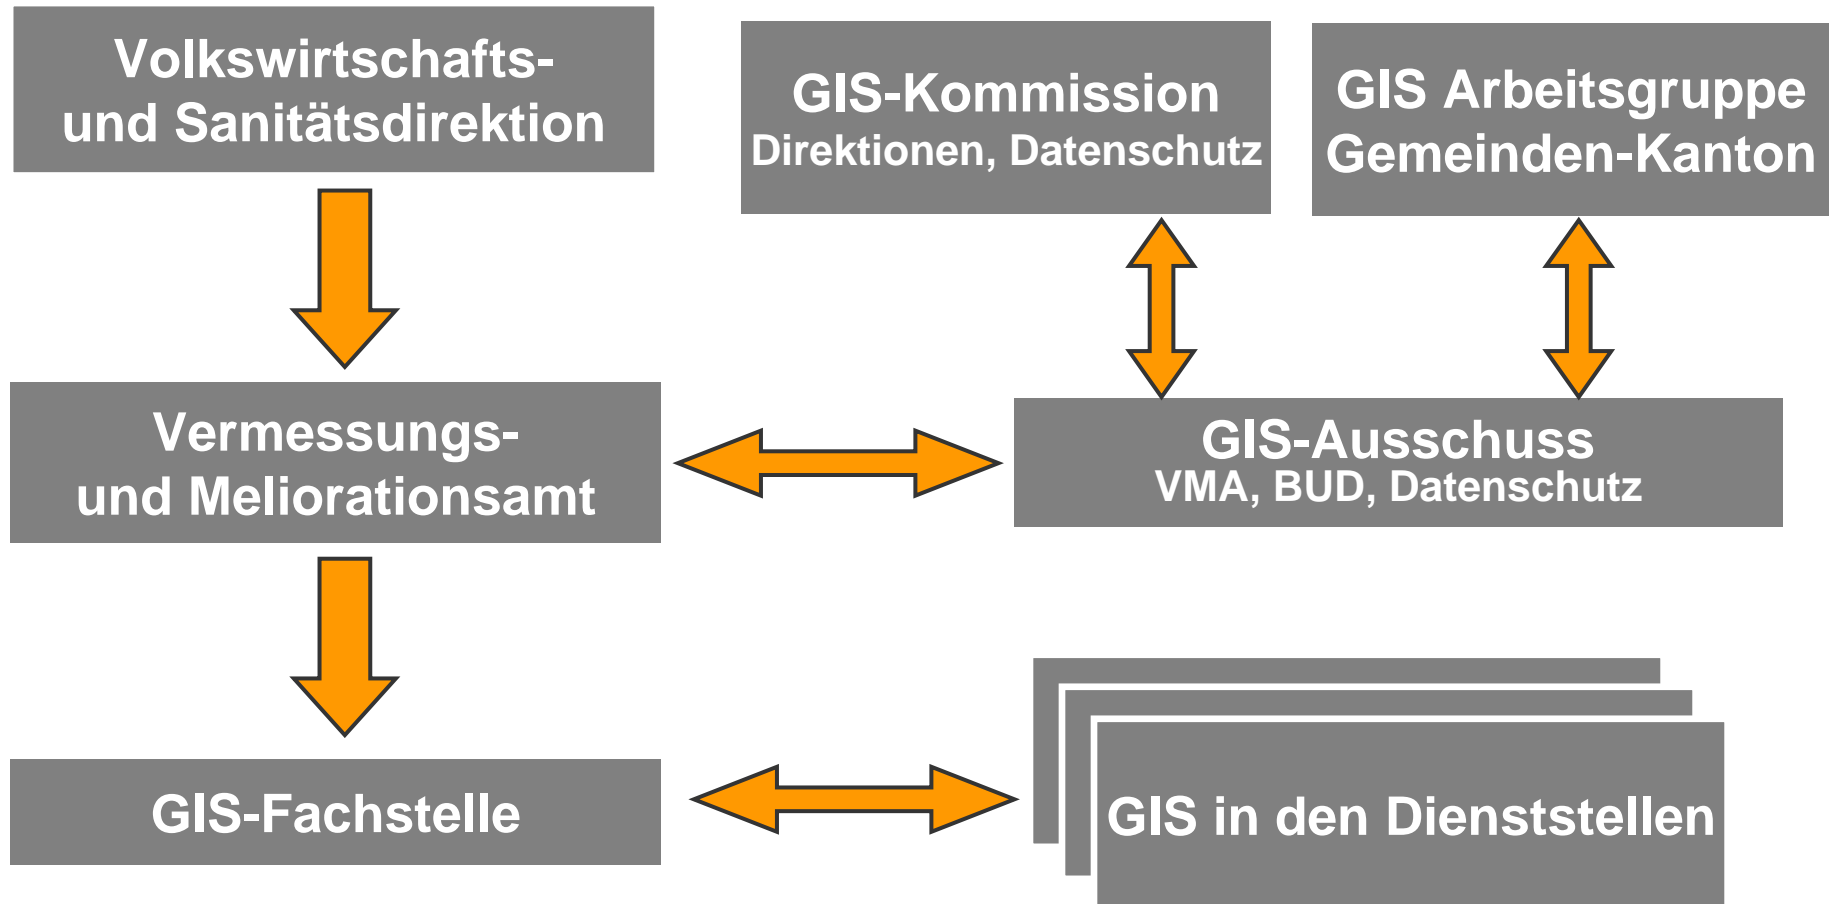 Volkswirtschafts-
und Sanitätsdirektion
GIS-Kommission
Direktionen, Datenschutz
GIS Arbeitsgruppe
Gemeinden-Kanton
Vermessungs-
und Meliorationsamt
GIS-Ausschuss
VMA, BUD, Datenschutz
GIS-Fachstelle
GIS in den Dienststellen